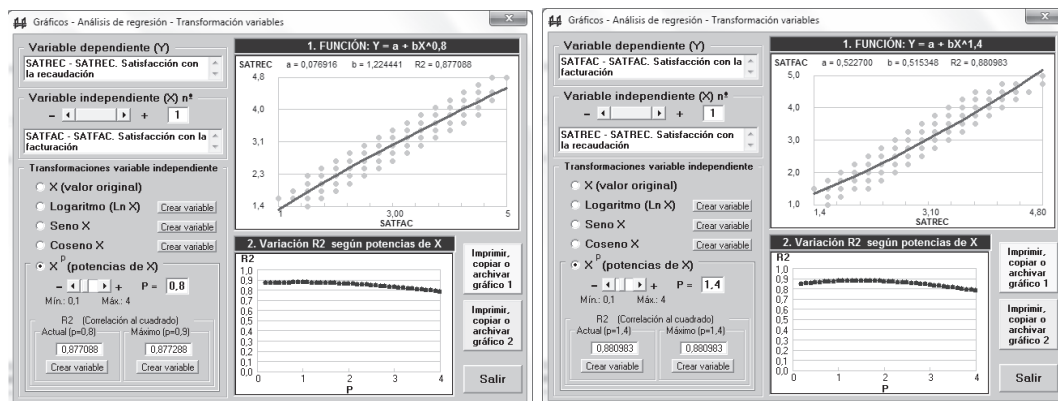 Gráficos - Análisis de regresión - Transformación variables
x
Variable dependiente (Y)
SATREC - SATREC. Satisfacción con
la recaudación
Variable independiente (X) nº
- + 1
SATFAC - SATFAC. Satisfacción con la
facturación
Transformaciones variable independiente
X (valor original)
Logaritmo (Ln X) Crear variable
Seno X Crear variable
Coseno X Crear variable
X^p (potencias de X)
- + P = 0,8
Mín.: 0,1 Máx.: 4
R2 (Correlación al cuadrado)
Actual (p=0,8) Máximo (p=0,9)
0,877088 0,877288
Crear variable Crear variable
1. FUNCIÓN: Y = a + bX^0,8
SATREC a = 0,076916 b = 1,224441 R2 = 0,877088
4,8
4,0
3,1
2,3
1,4
1 3,00 5
SATFAC
2. Variación R2 según potencias de X
R2
1,0
0,9
0,8
0,7
0,6
0,5
0,4
0,3
0,2
0,1
0,0
0 1 2 3 4
P
Imprimir,
copiar o
archivar
gráfico 1
Imprimir,
copiar o
archivar
gráfico 2
Salir
Gráficos - Análisis de regresión - Transformación variables
x
Variable dependiente (Y)
SATFAC - SATFAC. Satisfacción con la
facturación
Variable independiente (X) nº
- + 1
SATREC - SATREC. Satisfacción con
la recaudación
Transformaciones variable independiente
X (valor original)
Logaritmo (Ln X) Crear variable
Seno X Crear variable
Coseno X Crear variable
X^p (potencias de X)
- + P = 1,4
Mín.: 0,1 Máx.: 4
R2 (Correlación al cuadrado)
Actual (p=1,4) Máximo (p=1,4)
0,880983 0,880983
Crear variable Crear variable
1. FUNCIÓN: Y = a + bX^1,4
SATFAC a = 0,522700 b = 0,515348 R2 = 0,880983
5,0
4,0
3,0
2,0
1,0
1,4 3,10 4,80
SATREC
2. Variación R2 según potencias de X
R2
1,0
0,9
0,8
0,7
0,6
0,5
0,4
0,3
0,2
0,1
0,0
0 1 2 3 4
P
Imprimir,
copiar o
archivar
gráfico 1
Imprimir,
copiar o
archivar
gráfico 2
Salir